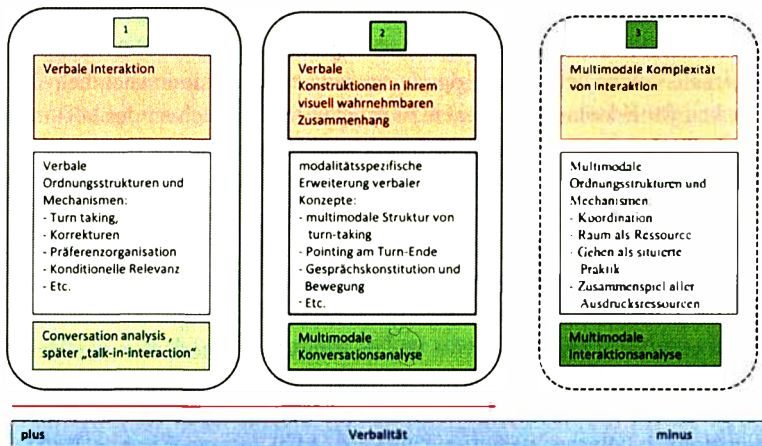 1
Verbale Interaktion
Verbale
Ordnungsstrukturen und
Mechanismen:
- Turn taking,
- Korrekturen
- Präferenzorganisation
- Konditionelle Relevanz
- Etc.
Conversation analysis ,
später „talk-in-interaction“
2
Verbale
Konstruktionen in ihrem
visuell wahrnehmbaren
Zusammenhang
modalitätsspezifische
Erweiterung verbaler
Konzepte:
- multimodale Struktur von
turn-taking
- Pointing am Turn-Ende
- Gesprächskonstitution und
Bewegung
- Etc.
Multimodale
Konversationsanalyse
3
Multimodale Komplexität
von Interaktion
Multimodale
Ordnungsstrukturen und
Mechanismen:
- Koordination
- Raum als Ressource
- Gehen als situierte
Praktik
- Zusammenspiel aller
Ausdrucksressourcen
Multimodale
Interaktionsanalyse
plus Verbalität minus